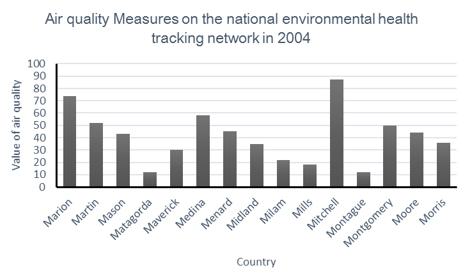 Air quality Measures on the national environmental health
tracking network in 2004
Value of air quality
100
90
80
70
60
50
40
30
20
10
0
Marion
Martin
Mason
Matagorda
Maverick
Medina
Menard
Midland
Milam
Mills
Mitchell
Montague
Montgomery
Moore
Morris
Country